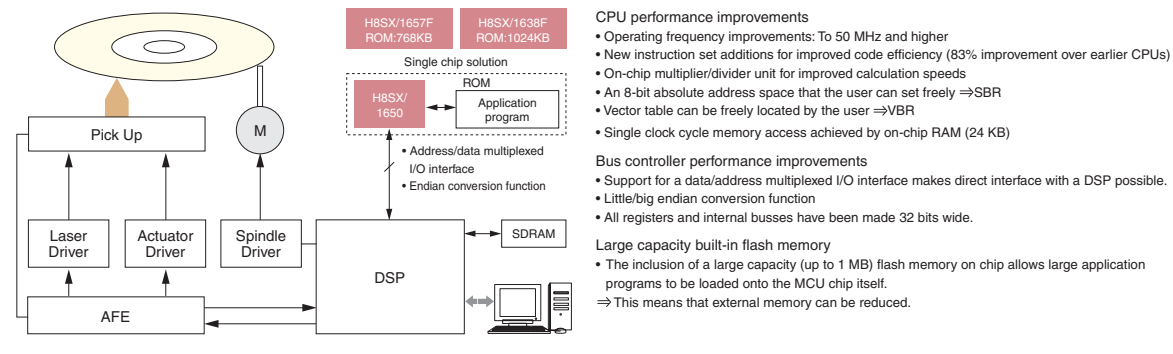 H8SX/1657F
ROM:768KB
H8SX/1638F
ROM:1024KB
Single chip solution
ROM
H8SX/
1650
Application
program
Pick Up
M
• Address/data multiplexed
I/O interface
• Endian conversion function
Laser
Driver
Actuator
Driver
Spindle
Driver
DSP
SDRAM
AFE
CPU performance improvements
• Operating frequency improvements: To 50 MHz and higher
• New instruction set additions for improved code efficiency (83% improvement over earlier CPUs)
• On-chip multiplier/divider unit for improved calculation speeds
• An 8-bit absolute address space that the user can set freely ⇒SBR
• Vector table can be freely located by the user ⇒VBR
• Single clock cycle memory access achieved by on-chip RAM (24 KB)
Bus controller performance improvements
• Support for a data/address multiplexed I/O interface makes direct interface with a DSP possible.
• Little/big endian conversion function
• All registers and internal busses have been made 32 bits wide.
Large capacity built-in flash memory
• The inclusion of a large capacity (up to 1 MB) flash memory on chip allows large application
programs to be loaded onto the MCU chip itself.
⇒This means that external memory can be reduced.